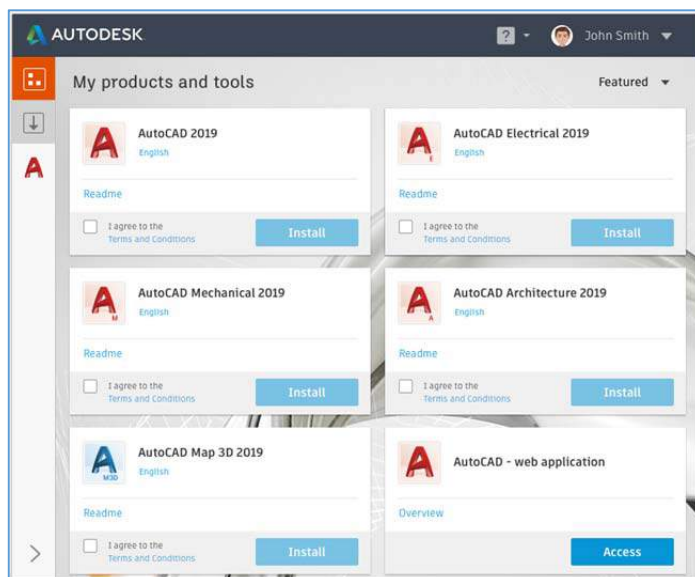 AUTODESK
? John Smith
My products and tools
Featured
AutoCAD 2019
English
Readme
I agree to the
Terms and Conditions
Install
AutoCAD Electrical 2019
English
Readme
I agree to the
Terms and Conditions
Install
AutoCAD Mechanical 2019
English
Readme
I agree to the
Terms and Conditions
Install
AutoCAD Architecture 2019
English
Readme
I agree to the
Terms and Conditions
Install
AutoCAD Map 3D 2019
English
M3D
Readme
I agree to the
Terms and Conditions
Install
AutoCAD - web application
Overview
Access